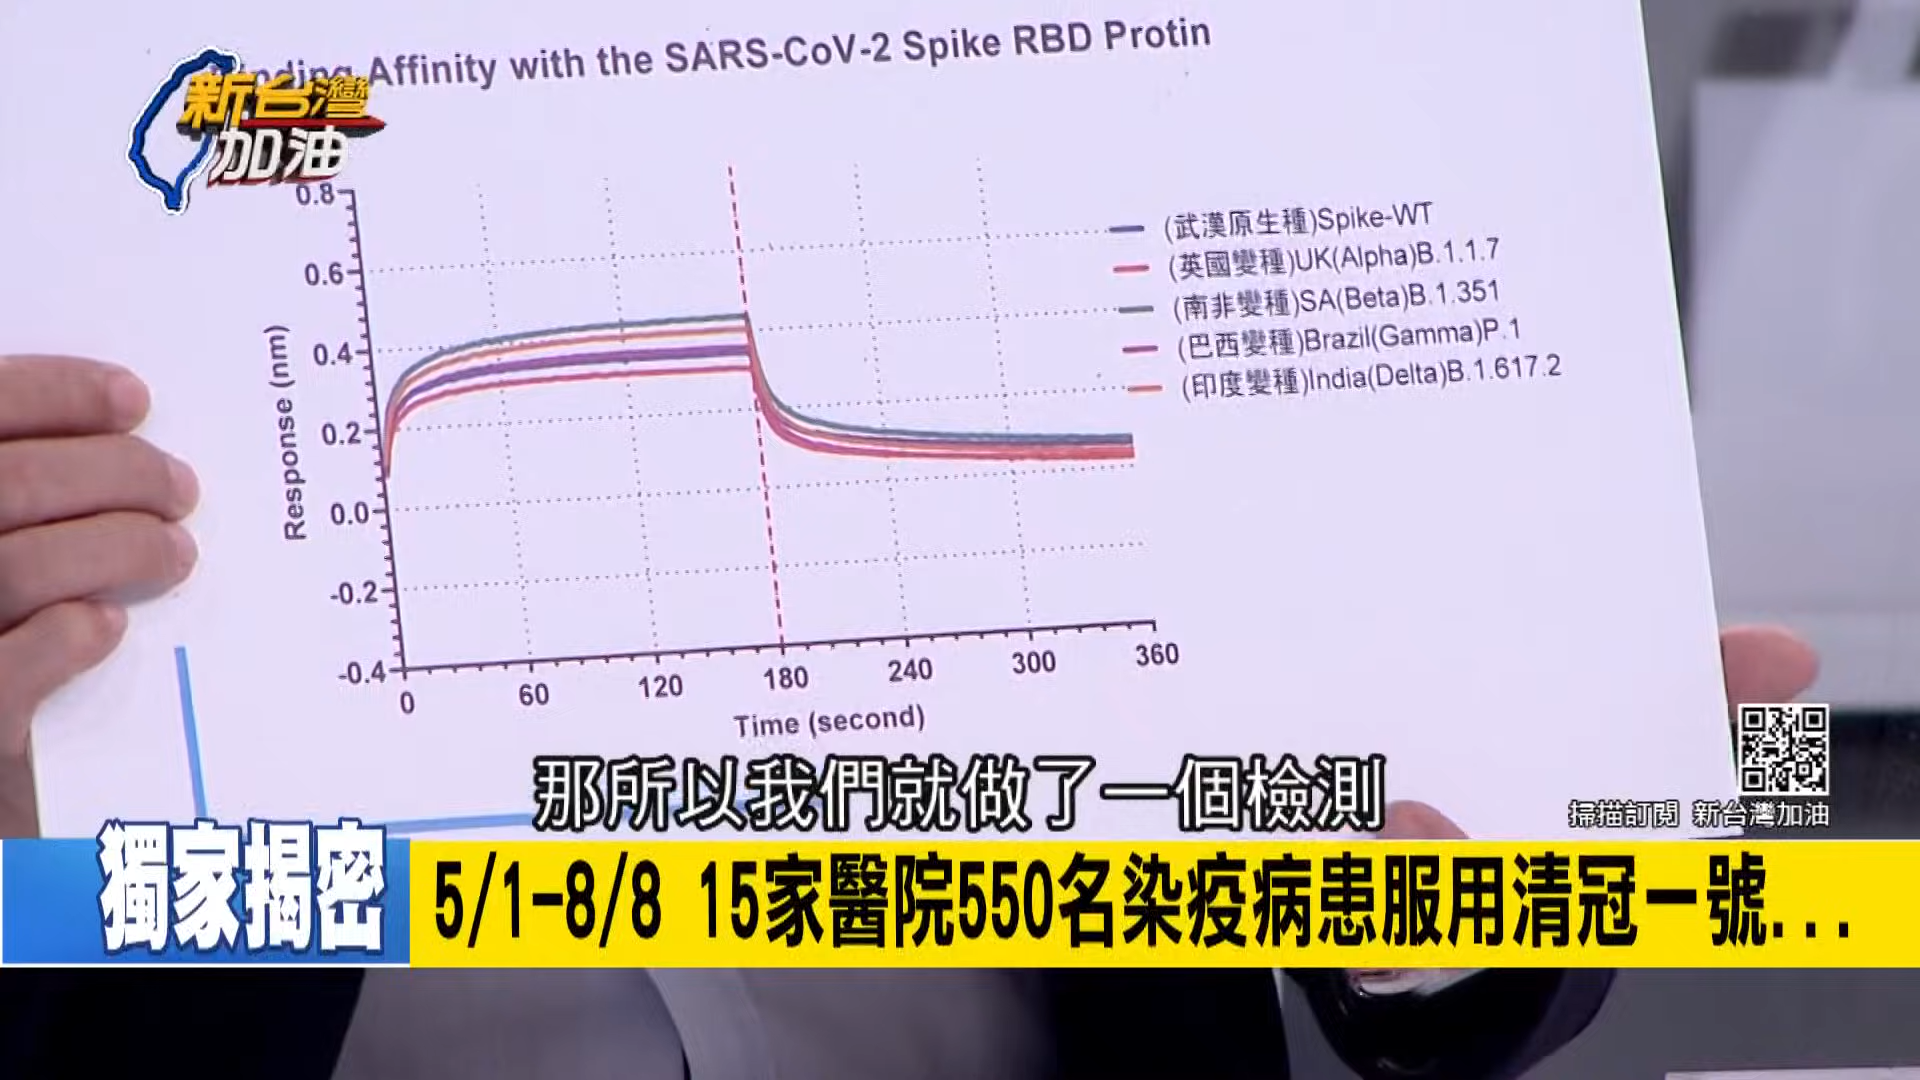 Affinity with the SARS-CoV-2 Spike RBD Protin
新台灣
加油
0.8
0.6
0.4
0.2
0.0
-0.2
-0.4
Response (nm)
0 60 120 180 240 300 360
Time (second)
(武漢原生種)Spike-WT
(英國變種)UK(Alpha)B.1.1.7
(南非變種)SA(Beta)B.1.351
(巴西變種)Brazil(Gamma)P.1
(印度變種)India(Delta)B.1.617.2
那所以我們就做了一個檢測
掃描訂閱 新台灣加油
獨家揭密
5/1-8/8 15家醫院550名染疫病患服用清冠一號...